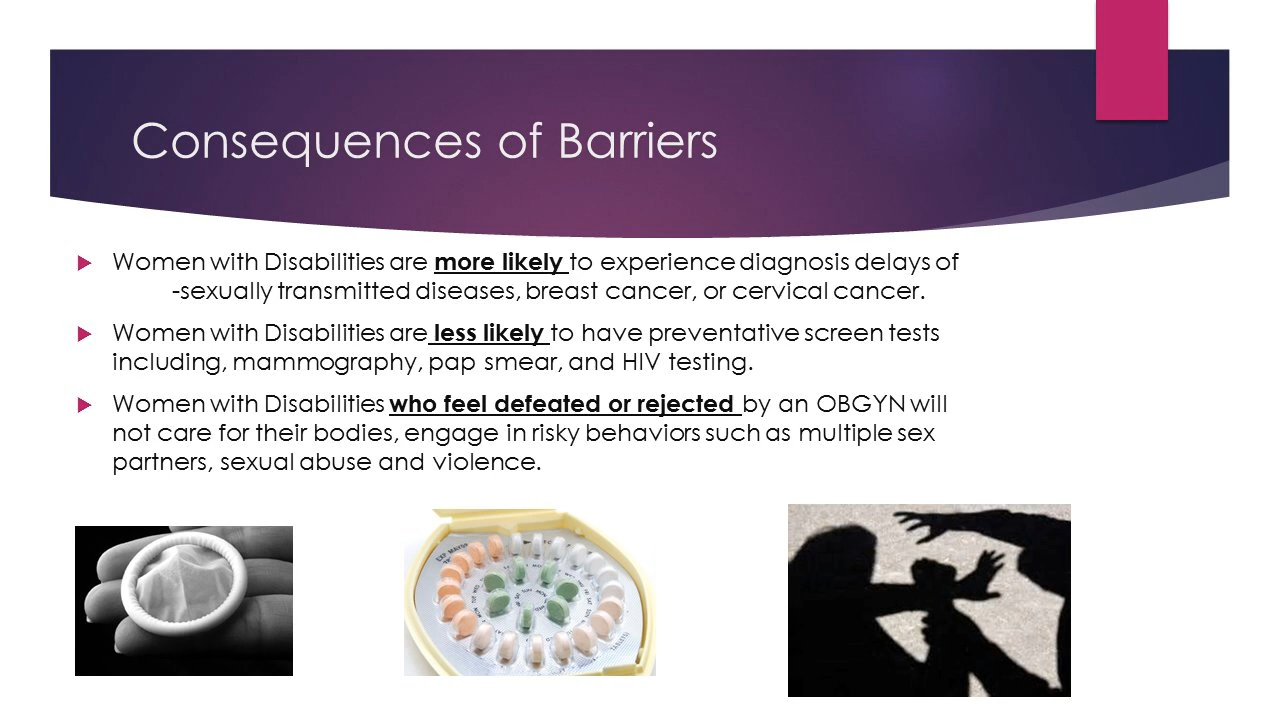 Consequences of Barriers
Women with Disabilities are more likely to experience diagnosis delays of
-sexually transmitted diseases, breast cancer, or cervical cancer.
Women with Disabilities are less likely to have preventative screen tests
including, mammography, pap smear, and HIV testing.
Women with Disabilities who feel defeated or rejected by an OBGYN will
not care for their bodies, engage in risky behaviors such as multiple sex
partners, sexual abuse and violence.